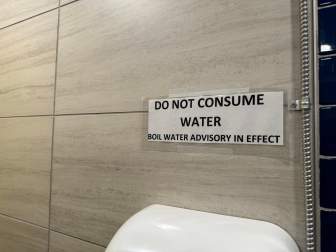 DO NOT CONSUME
WATER
BOIL WATER ADVISORY IN EFFECT